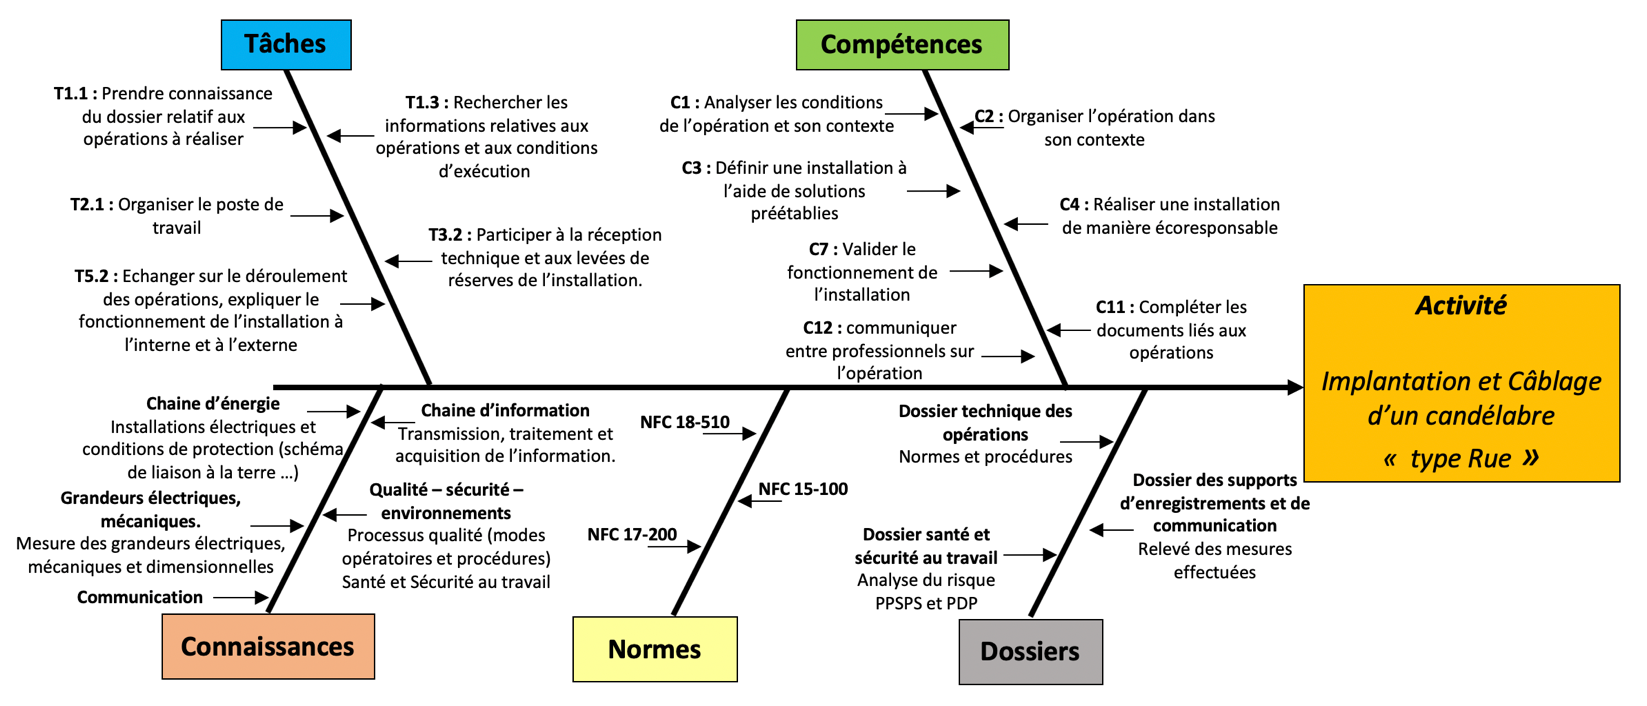 Tâches
T1.1 : Prendre connaissance
du dossier relatif aux
opérations à réaliser
T1.3 : Rechercher les
informations relatives aux
opérations et aux conditions
d’exécution
T2.1 : Organiser le poste de
travail
T3.2 : Participer à la réception
technique et aux levées de
réserves de l’installation.
T5.2 : Echanger sur le déroulement
des opérations, expliquer le
fonctionnement de l’installation à
l’interne et à l’externe
Compétences
C1 : Analyser les conditions
de l’opération et son contexte
C2 : Organiser l’opération dans
son contexte
C3 : Définir une installation à
l’aide de solutions
préétablies
C4 : Réaliser une installation
de manière écoresponsable
C7 : Valider le
fonctionnement de
l’installation
C11 : Compléter les
documents liés aux
opérations
C12 : communiquer
entre professionnels sur
l’opération
Activité
Implantation et Câblage
d’un candélabre
« type Rue »
Chaine d’énergie
Installations électriques et
conditions de protection (schéma
de liaison à la terre …)
Chaine d’information
Transmission, traitement et
acquisition de l’information.
Grandeurs électriques,
mécaniques.
Mesure des grandeurs électriques,
mécaniques et dimensionnelles
Qualité – sécurité –
environnements
Processus qualité (modes
opératoires et procédures)
Santé et Sécurité au travail
Communication
Connaissances
NFC 18-510
NFC 15-100
NFC 17-200
Normes
Dossier technique des
opérations
Normes et procédures
Dossier des supports
d’enregistrements et de
communication
Relevé des mesures
effectuées
Dossier santé et
sécurité au travail
Analyse du risque
PPSPS et PDP
Dossiers